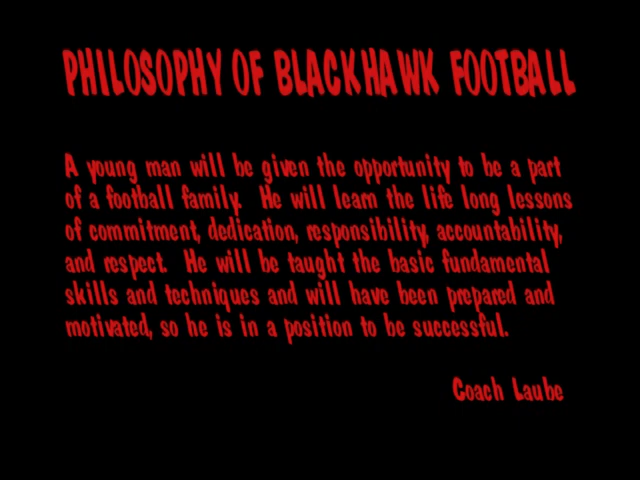 PHILOSOPHY OF BLACKHAWK FOOTBALL
A young man will be given the opportunity to be a part
of a football family.  He will learn the life long lessons
of commitment, dedication, responsibility, accountability,
and respect.  He will be taught the basic fundamental
skills and techniques and will have been prepared and
motivated, so he is in a position to be successful.
Coach Laube